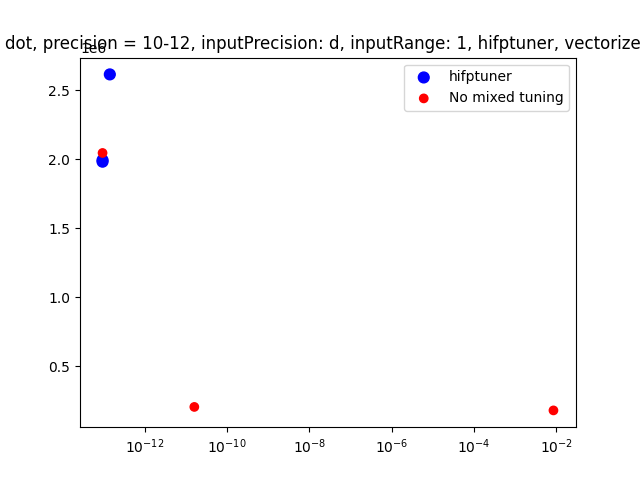 dot, precision = 10-12, inputPrecision: d, inputRange: 1, hifptuner, vectorize
1e6
hifptuner
No mixed tuning
2.5
2.0
1.5
1.0
0.5
10⁻¹² 10⁻¹⁰ 10⁻⁸ 10⁻⁶ 10⁻⁴ 10⁻²